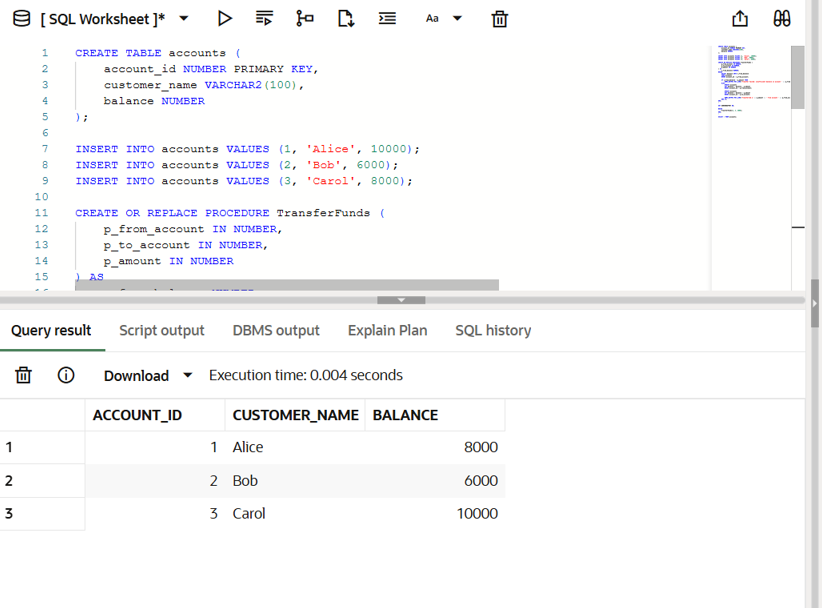 [ SQL Worksheet ]* Aa
1 CREATE TABLE accounts (
2 account_id NUMBER PRIMARY KEY,
3 customer_name VARCHAR2(100),
4 balance NUMBER
5 );
6
7 INSERT INTO accounts VALUES (1, 'Alice', 10000);
8 INSERT INTO accounts VALUES (2, 'Bob', 6000);
9 INSERT INTO accounts VALUES (3, 'Carol', 8000);
10
11 CREATE OR REPLACE PROCEDURE TransferFunds (
12 p_from_account IN NUMBER,
13 p_to_account IN NUMBER,
14 p_amount IN NUMBER
15 ) AS
Query result Script output DBMS output Explain Plan SQL history
Download Execution time: 0.004 seconds
ACCOUNT_ID CUSTOMER_NAME BALANCE
1 1 Alice 8000
2 2 Bob 6000
3 3 Carol 10000